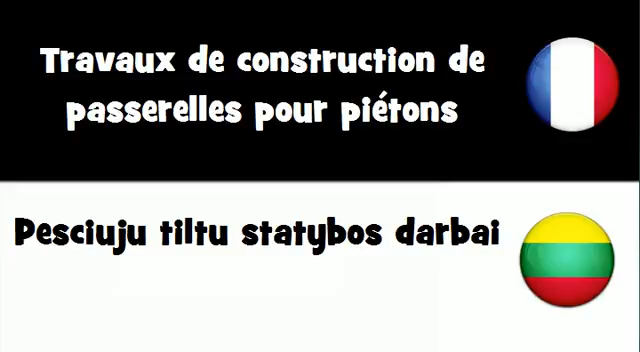 Travaux de construction de
passerelles pour piétons
Pesciuju tiltu statybos darbai